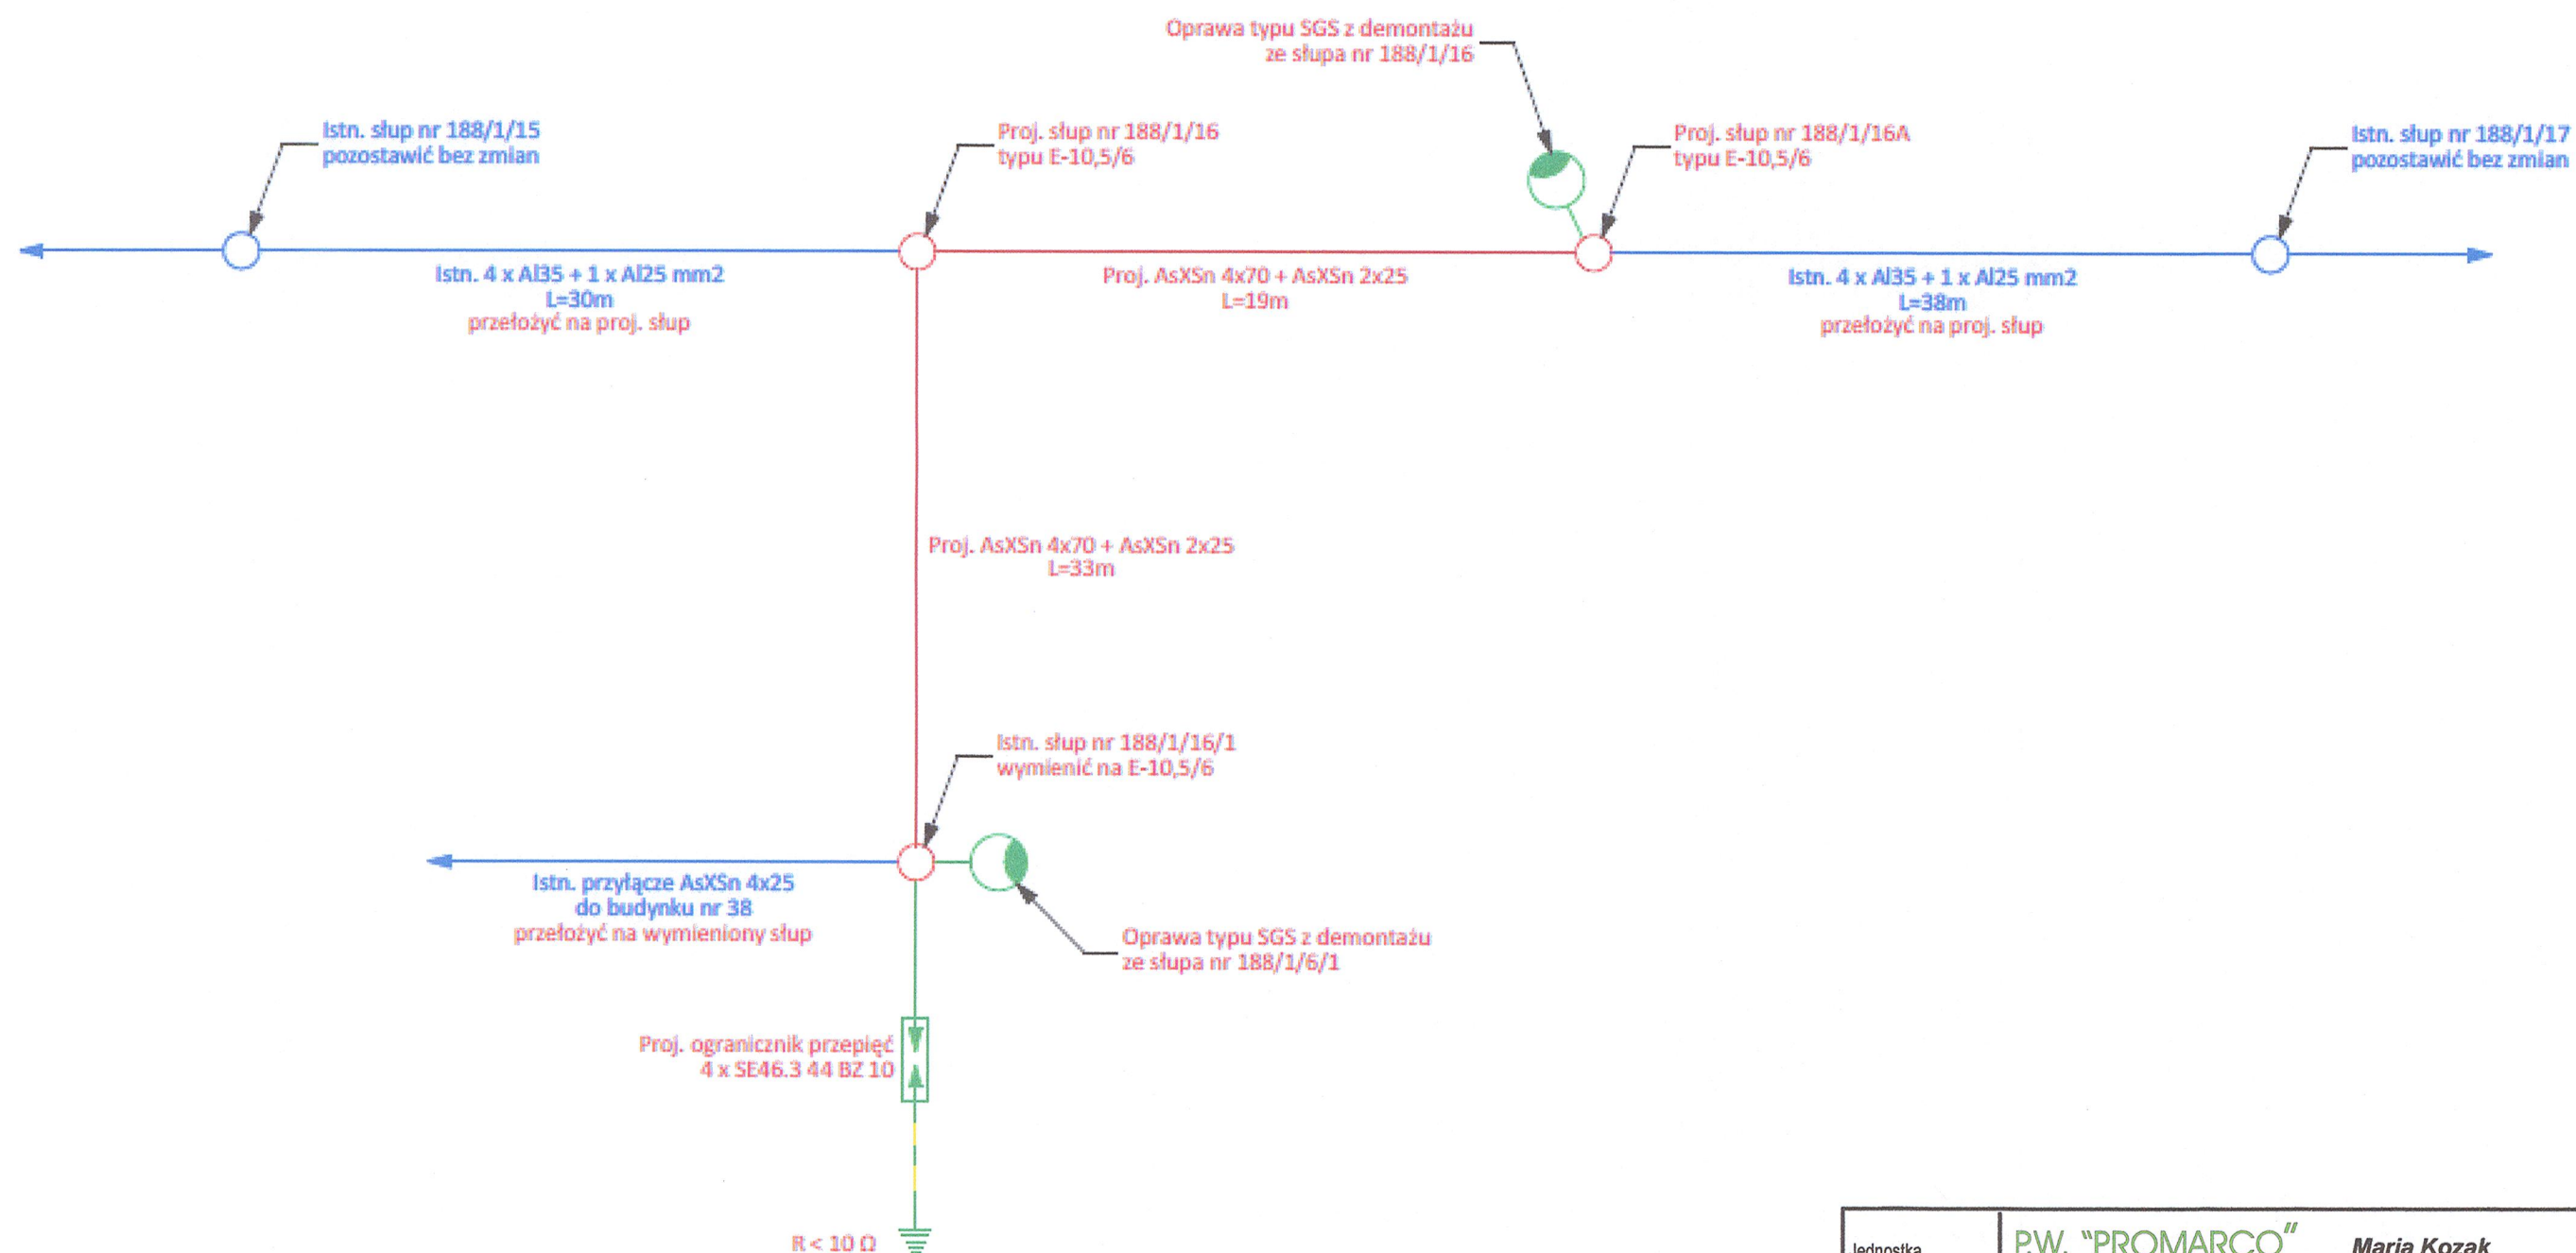 Oprawa typu SGS z demontażu
ze słupa nr 188/1/16
Istn. słup nr 188/1/15
pozostawić bez zmian
Proj. słup nr 188/1/16
typu E-10,5/6
Proj. słup nr 188/1/16A
typu E-10,5/6
Istn. słup nr 188/1/17
pozostawić bez zmian
Istn. 4 x Al35 + 1 x Al25 mm2
L=30m
przełożyć na proj. słup
Proj. AsXSn 4x70 + AsXSn 2x25
L=19m
Istn. 4 x Al35 + 1 x Al25 mm2
L=38m
przełożyć na proj. słup
Proj. AsXSn 4x70 + AsXSn 2x25
L=33m
Istn. słup nr 188/1/16/1
wymienić na E-10,5/6
Istn. przyłącze AsXSn 4x25
do budynku nr 38
przełożyć na wymieniony słup
Oprawa typu SGS z demontażu
ze słupa nr 188/1/6/1
Proj. ogranicznik przepięć
4 x SE46.3 44 BZ 10
R < 10 Ω
Jednostka
P.W. "PROMARCO"
Maria Kozak